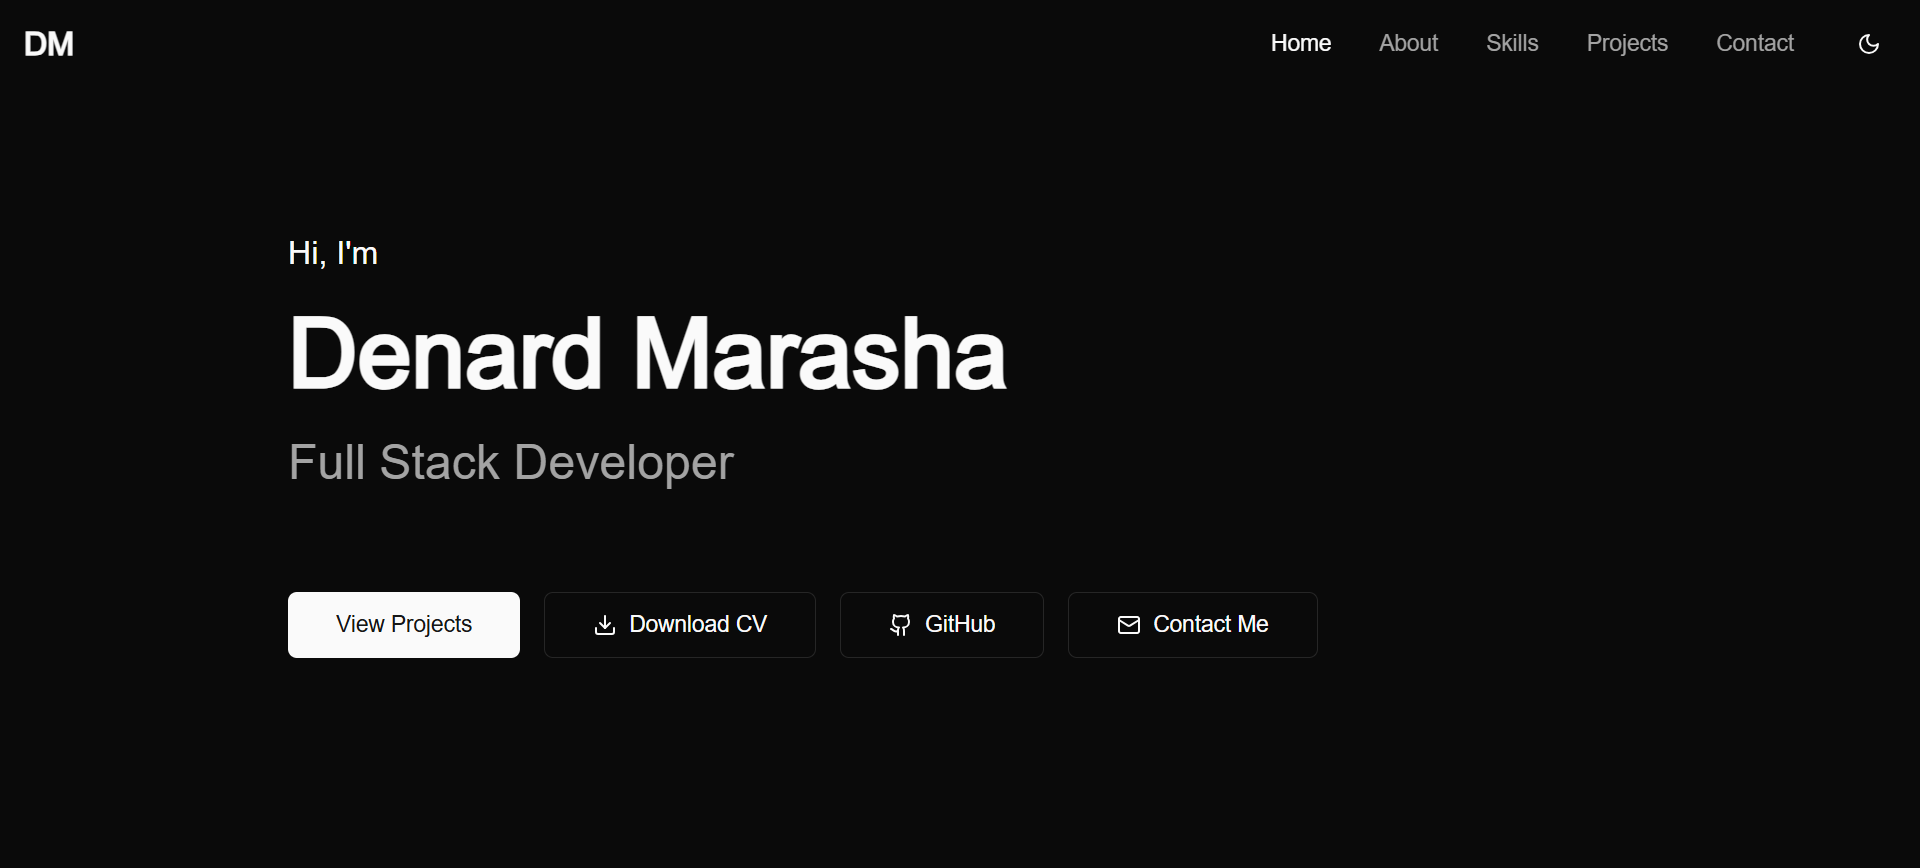 DM
Home About Skills Projects Contact
Hi, I'm
Denard Marasha
Full Stack Developer
View Projects Download CV GitHub Contact Me